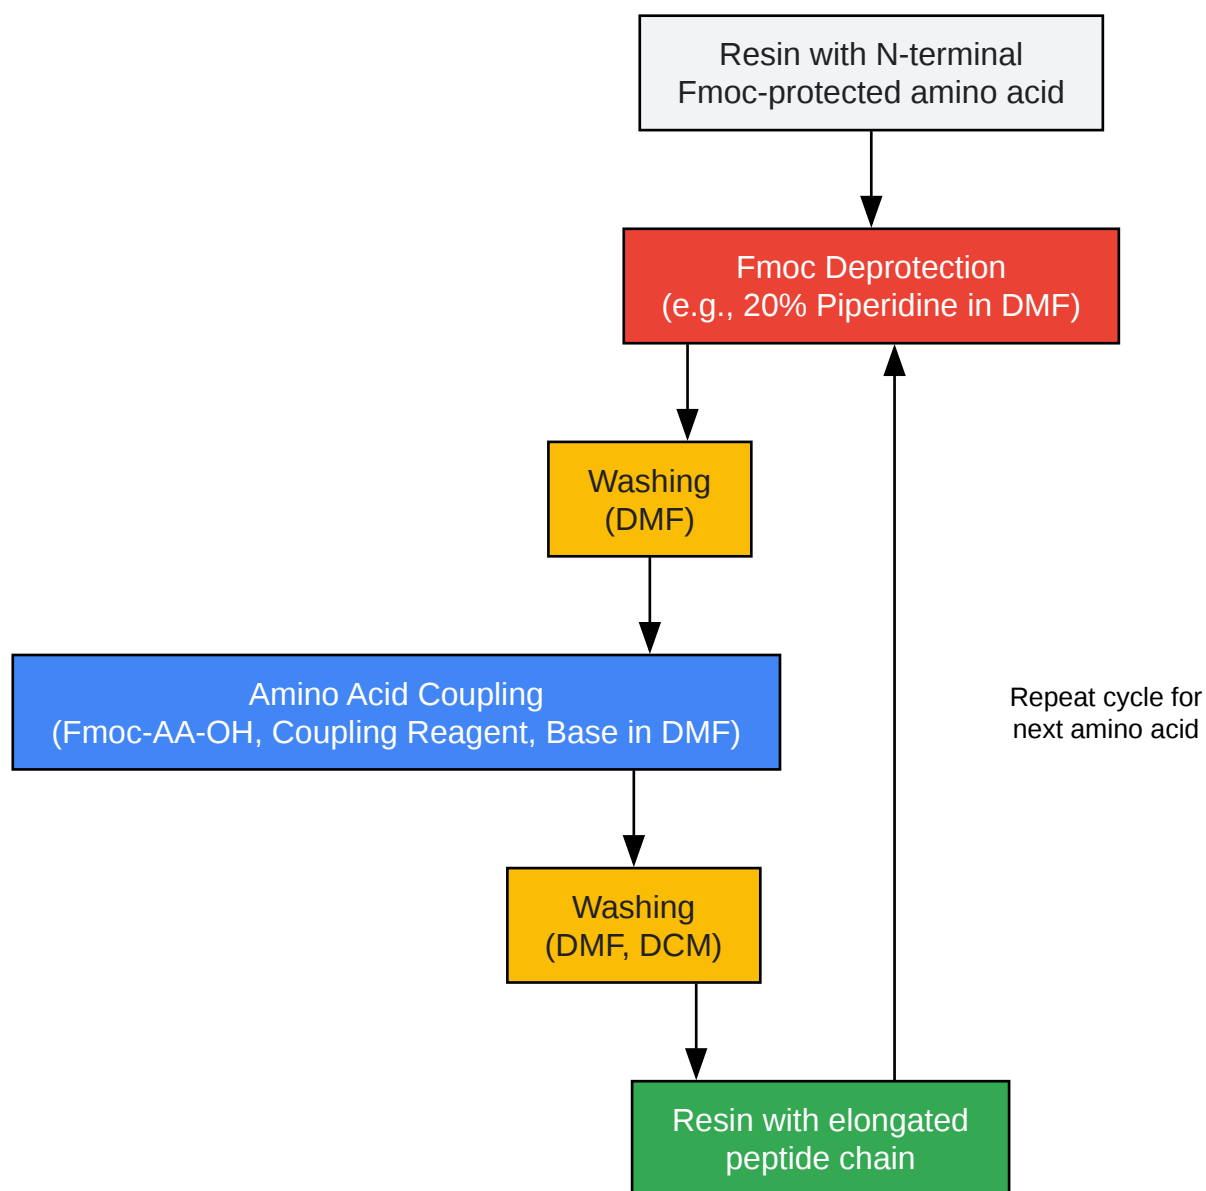 Resin with N-terminal
Fmoc-protected amino acid
Fmoc Deprotection
(e.g., 20% Piperidine in DMF)
Washing
(DMF)
Amino Acid Coupling
(Fmoc-AA-OH, Coupling Reagent, Base in DMF)
Repeat cycle for
next amino acid
Washing
(DMF, DCM)
Resin with elongated
peptide chain